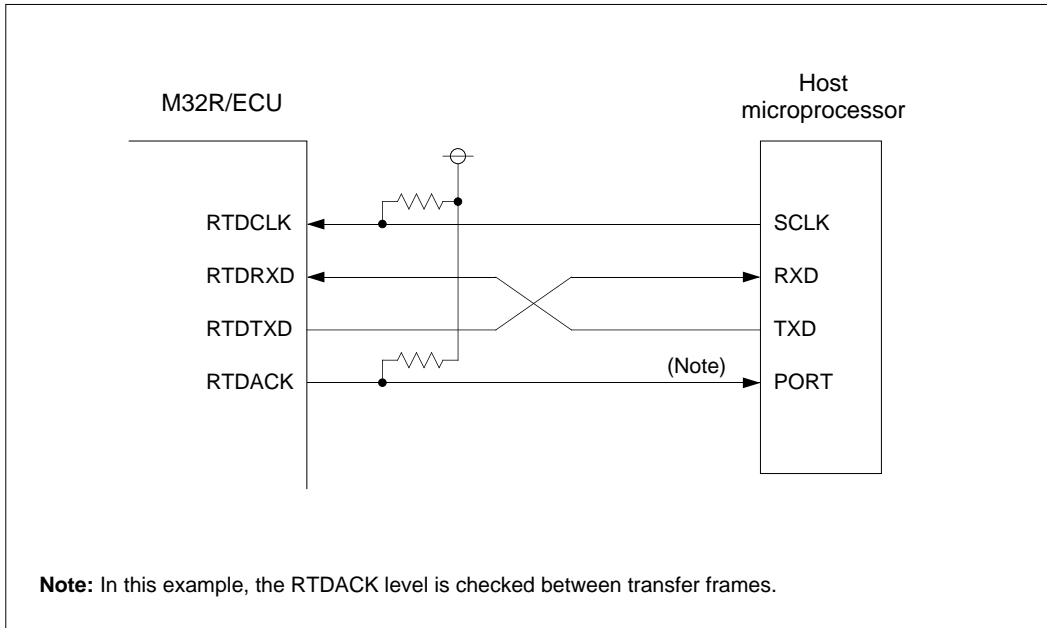 M32R/ECU
Host
microprocessor
RTDCLK
SCLK
RTDRXD
RXD
RTDTXD
TXD
RTDACK
(Note)
PORT
Note: In this example, the RTDACK level is checked between transfer frames.